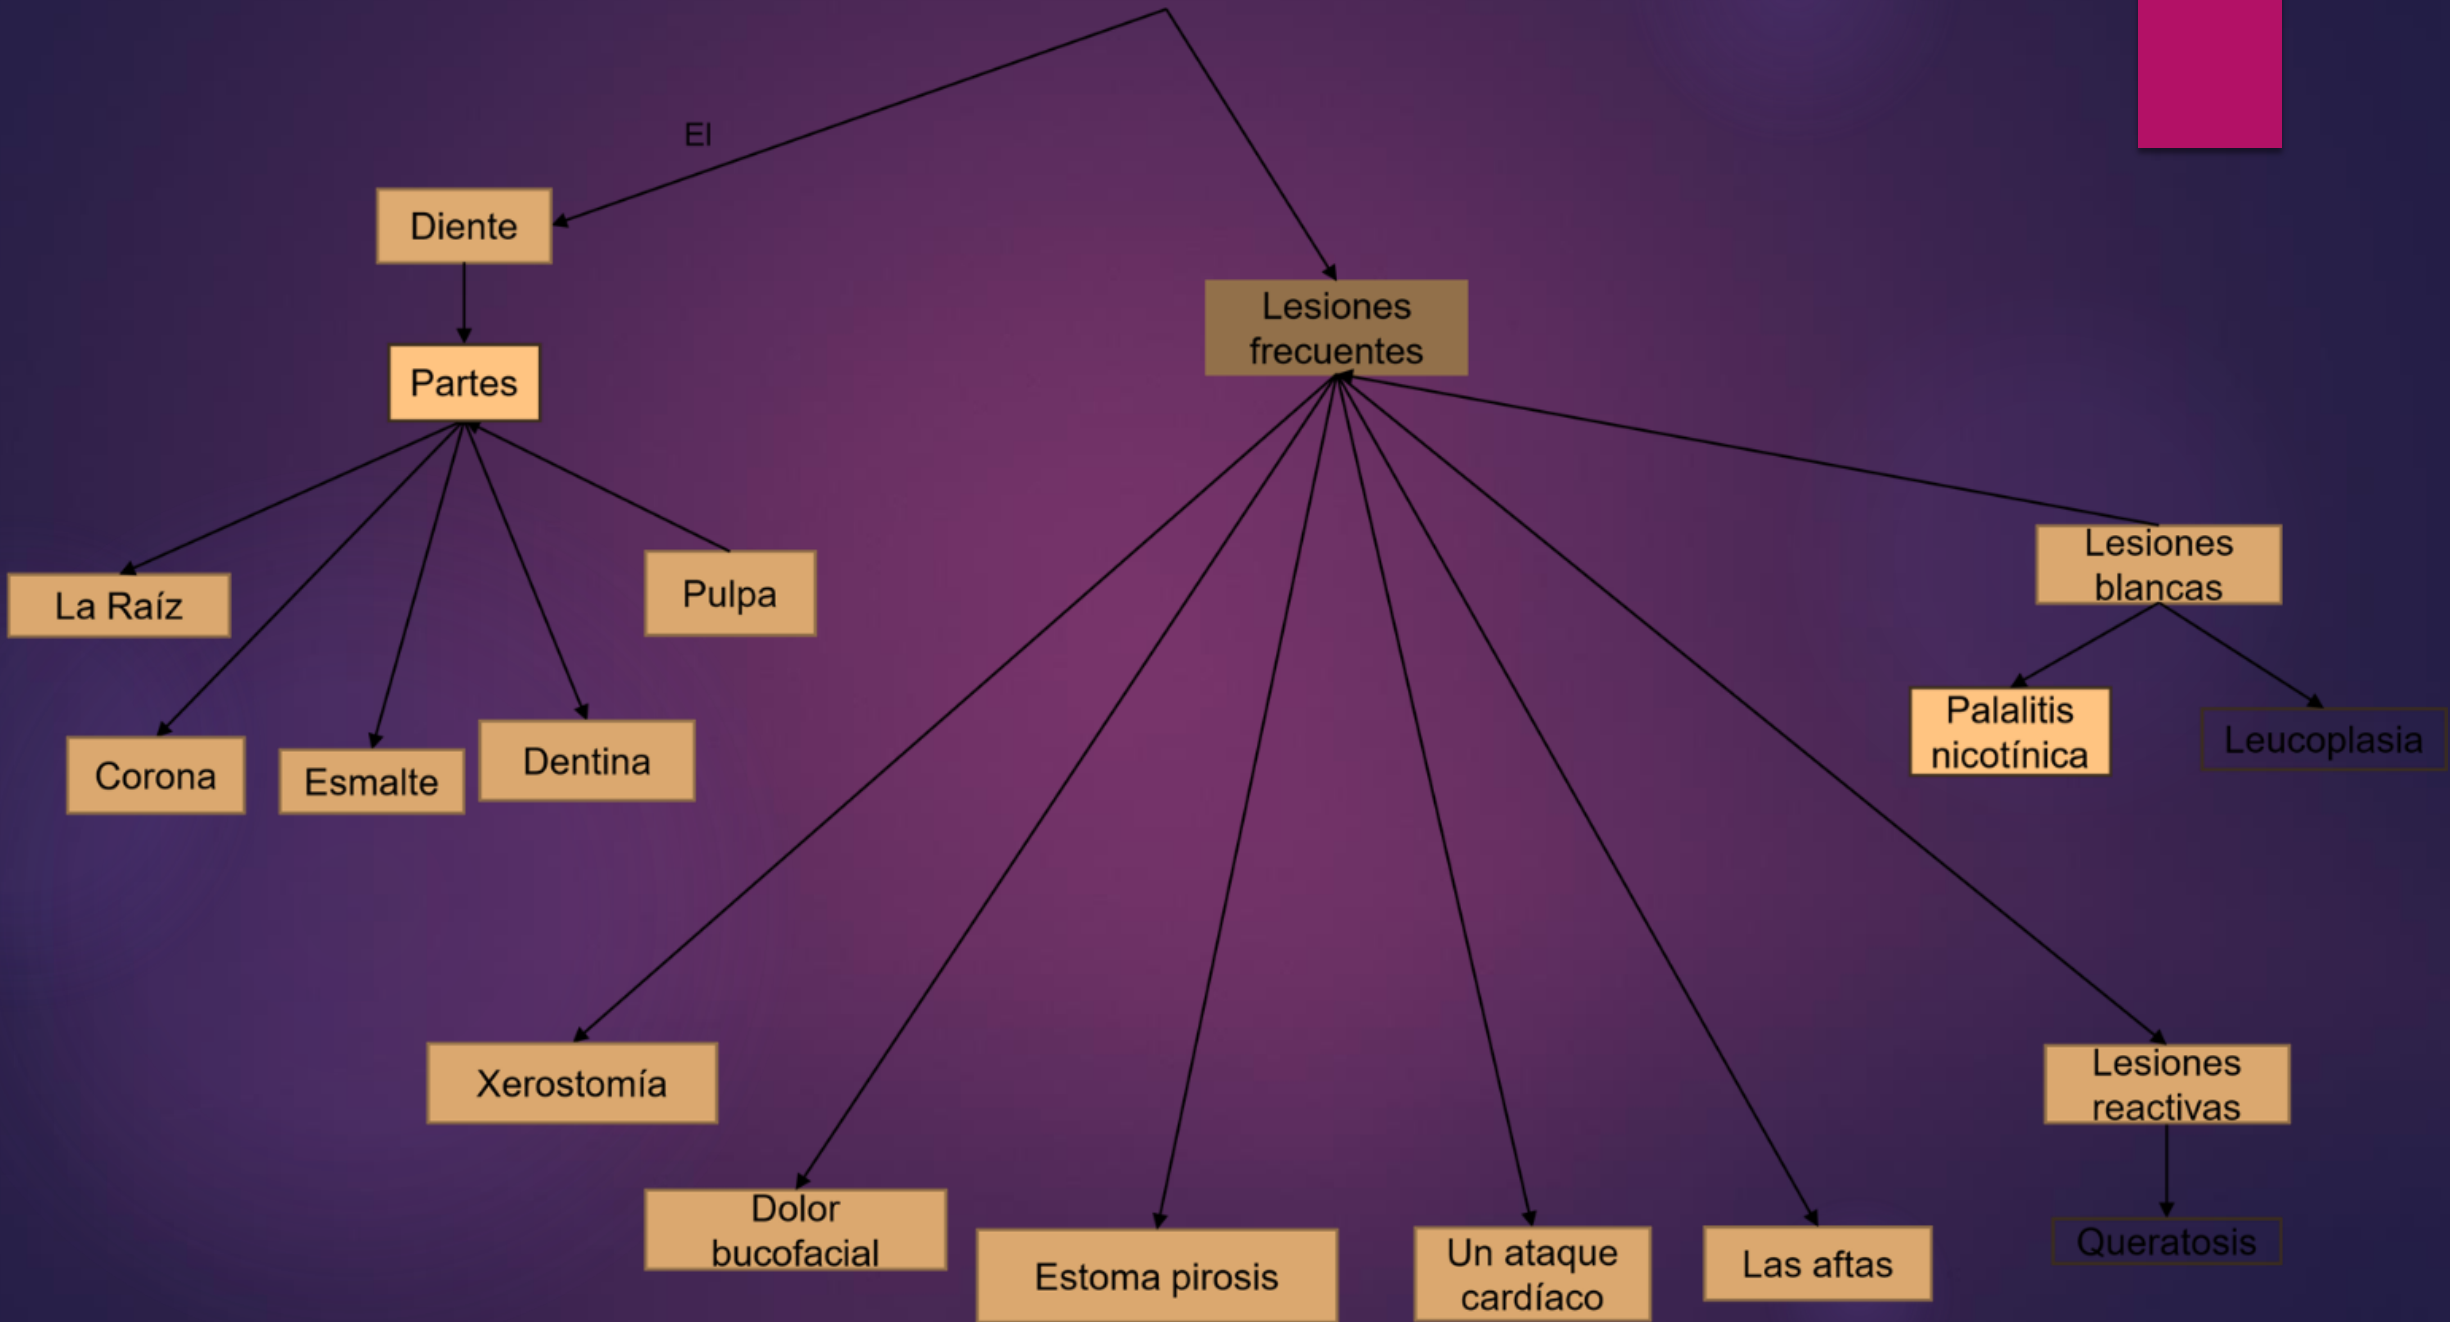 El
Diente
Partes
La Raíz
Corona
Esmalte
Dentina
Pulpa
Lesiones
frecuentes
Xerostomía
Dolor
bucofacial
Estoma pirosis
Un ataque
cardíaco
Las aftas
Lesiones
blancas
Palalitis
nicotínica
Leucoplasia
Lesiones
reactivas
Queratosis